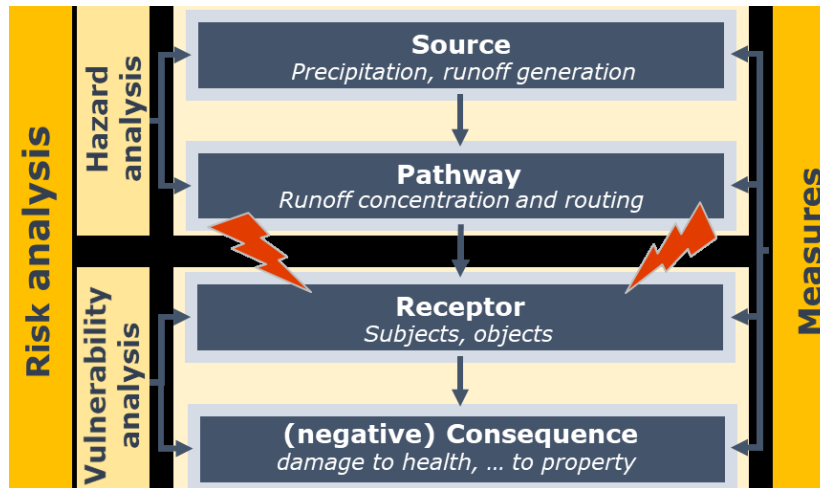 Risk analysis
Hazard
analysis
Vulnerability
analysis
Source
Precipitation, runoff generation
Pathway
Runoff concentration and routing
Receptor
Subjects, objects
(negative) Consequence
damage to health, ... to property
Measures